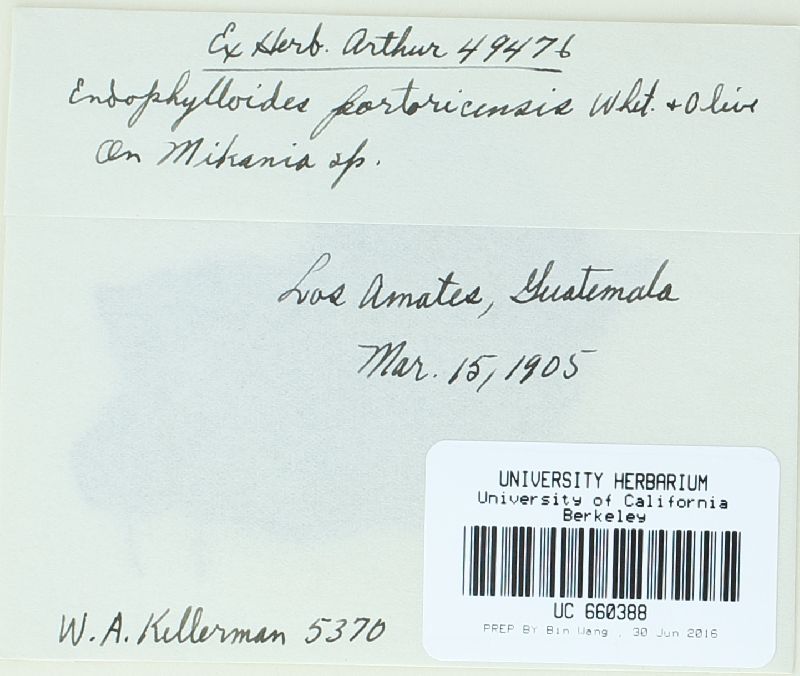 Ex Herb. Arthur 49476
Endophylloides portoricensis Whet. & Olive
On Mikania sp.
Los Amates, Guatemala
Mar. 15, 1905
UNIVERSITY HERBARIUM
University of California
Berkeley
UC 660388
PREP BY Bin Wang , 30 Jun 2016
W. A. Kellerman 5370